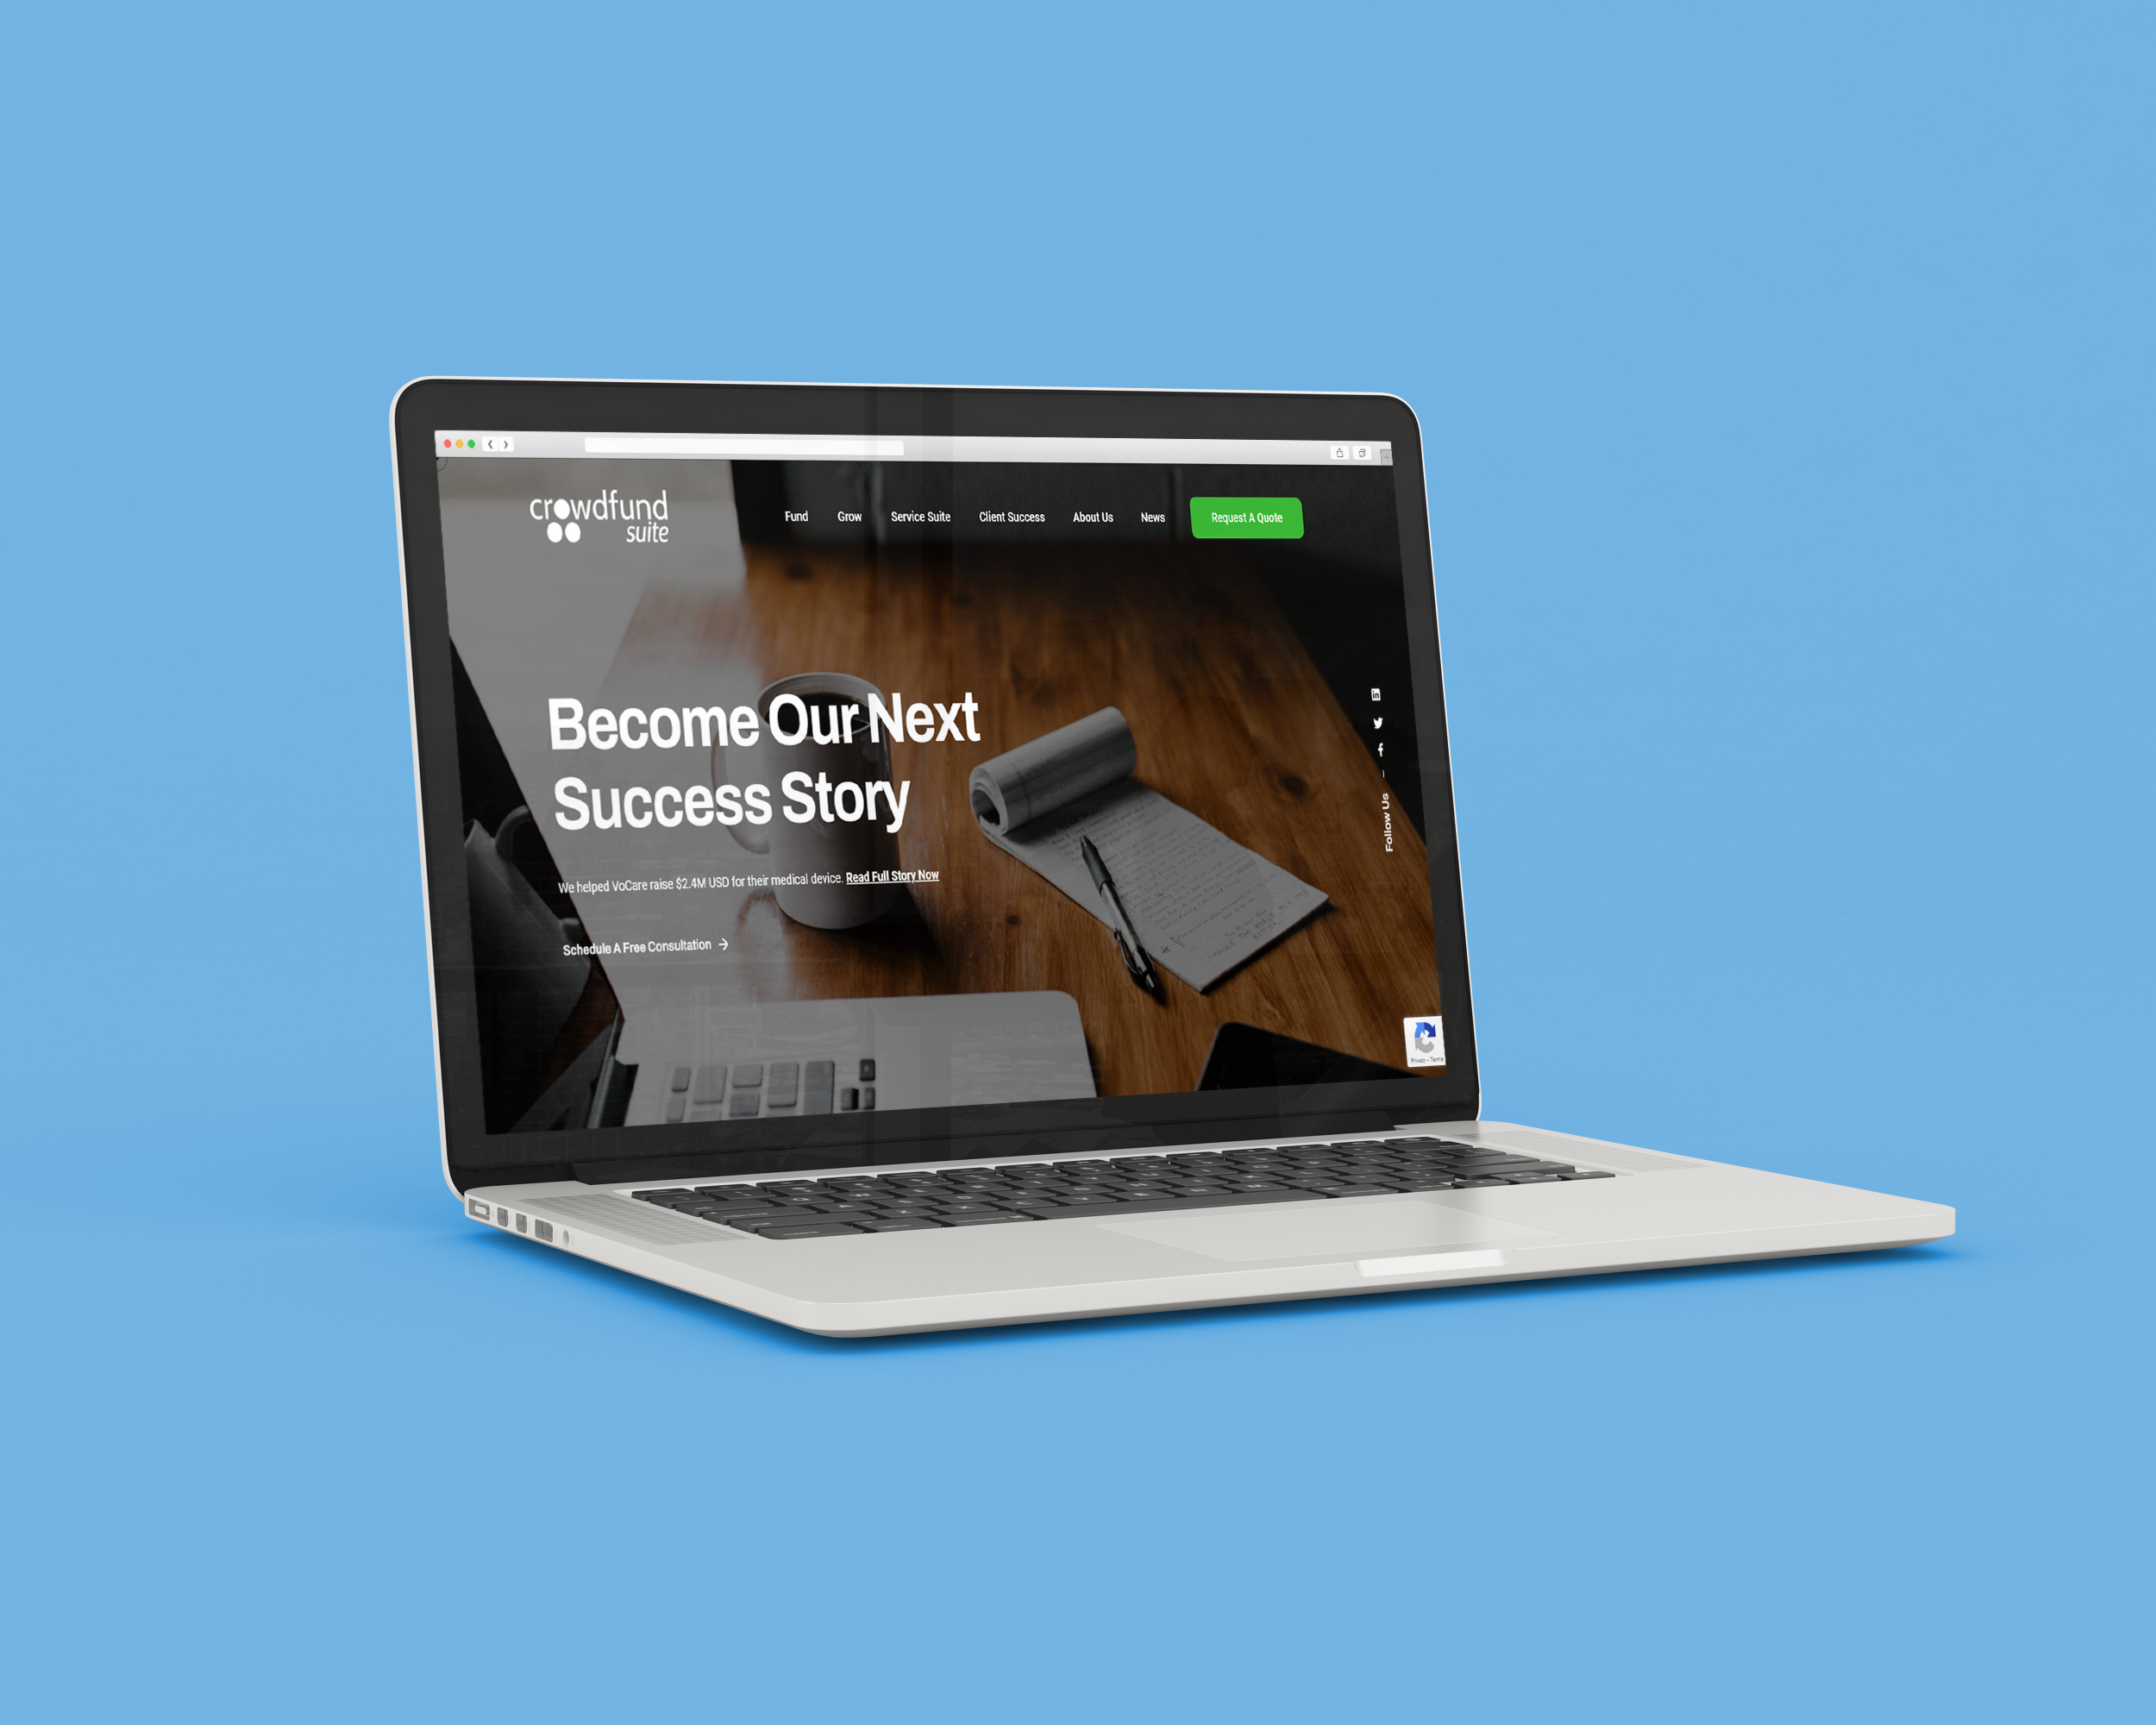 crowdfund
suite
Fund
Grow
Service Suite
Client Success
About Us
News
Request A Quote
Become Our Next
Success Story
We helped VoCare raise $2.4M USD for their medical device. Read Full Story Now
Schedule A Free Consultation →
in
Follow Us —
Privacy • Terms